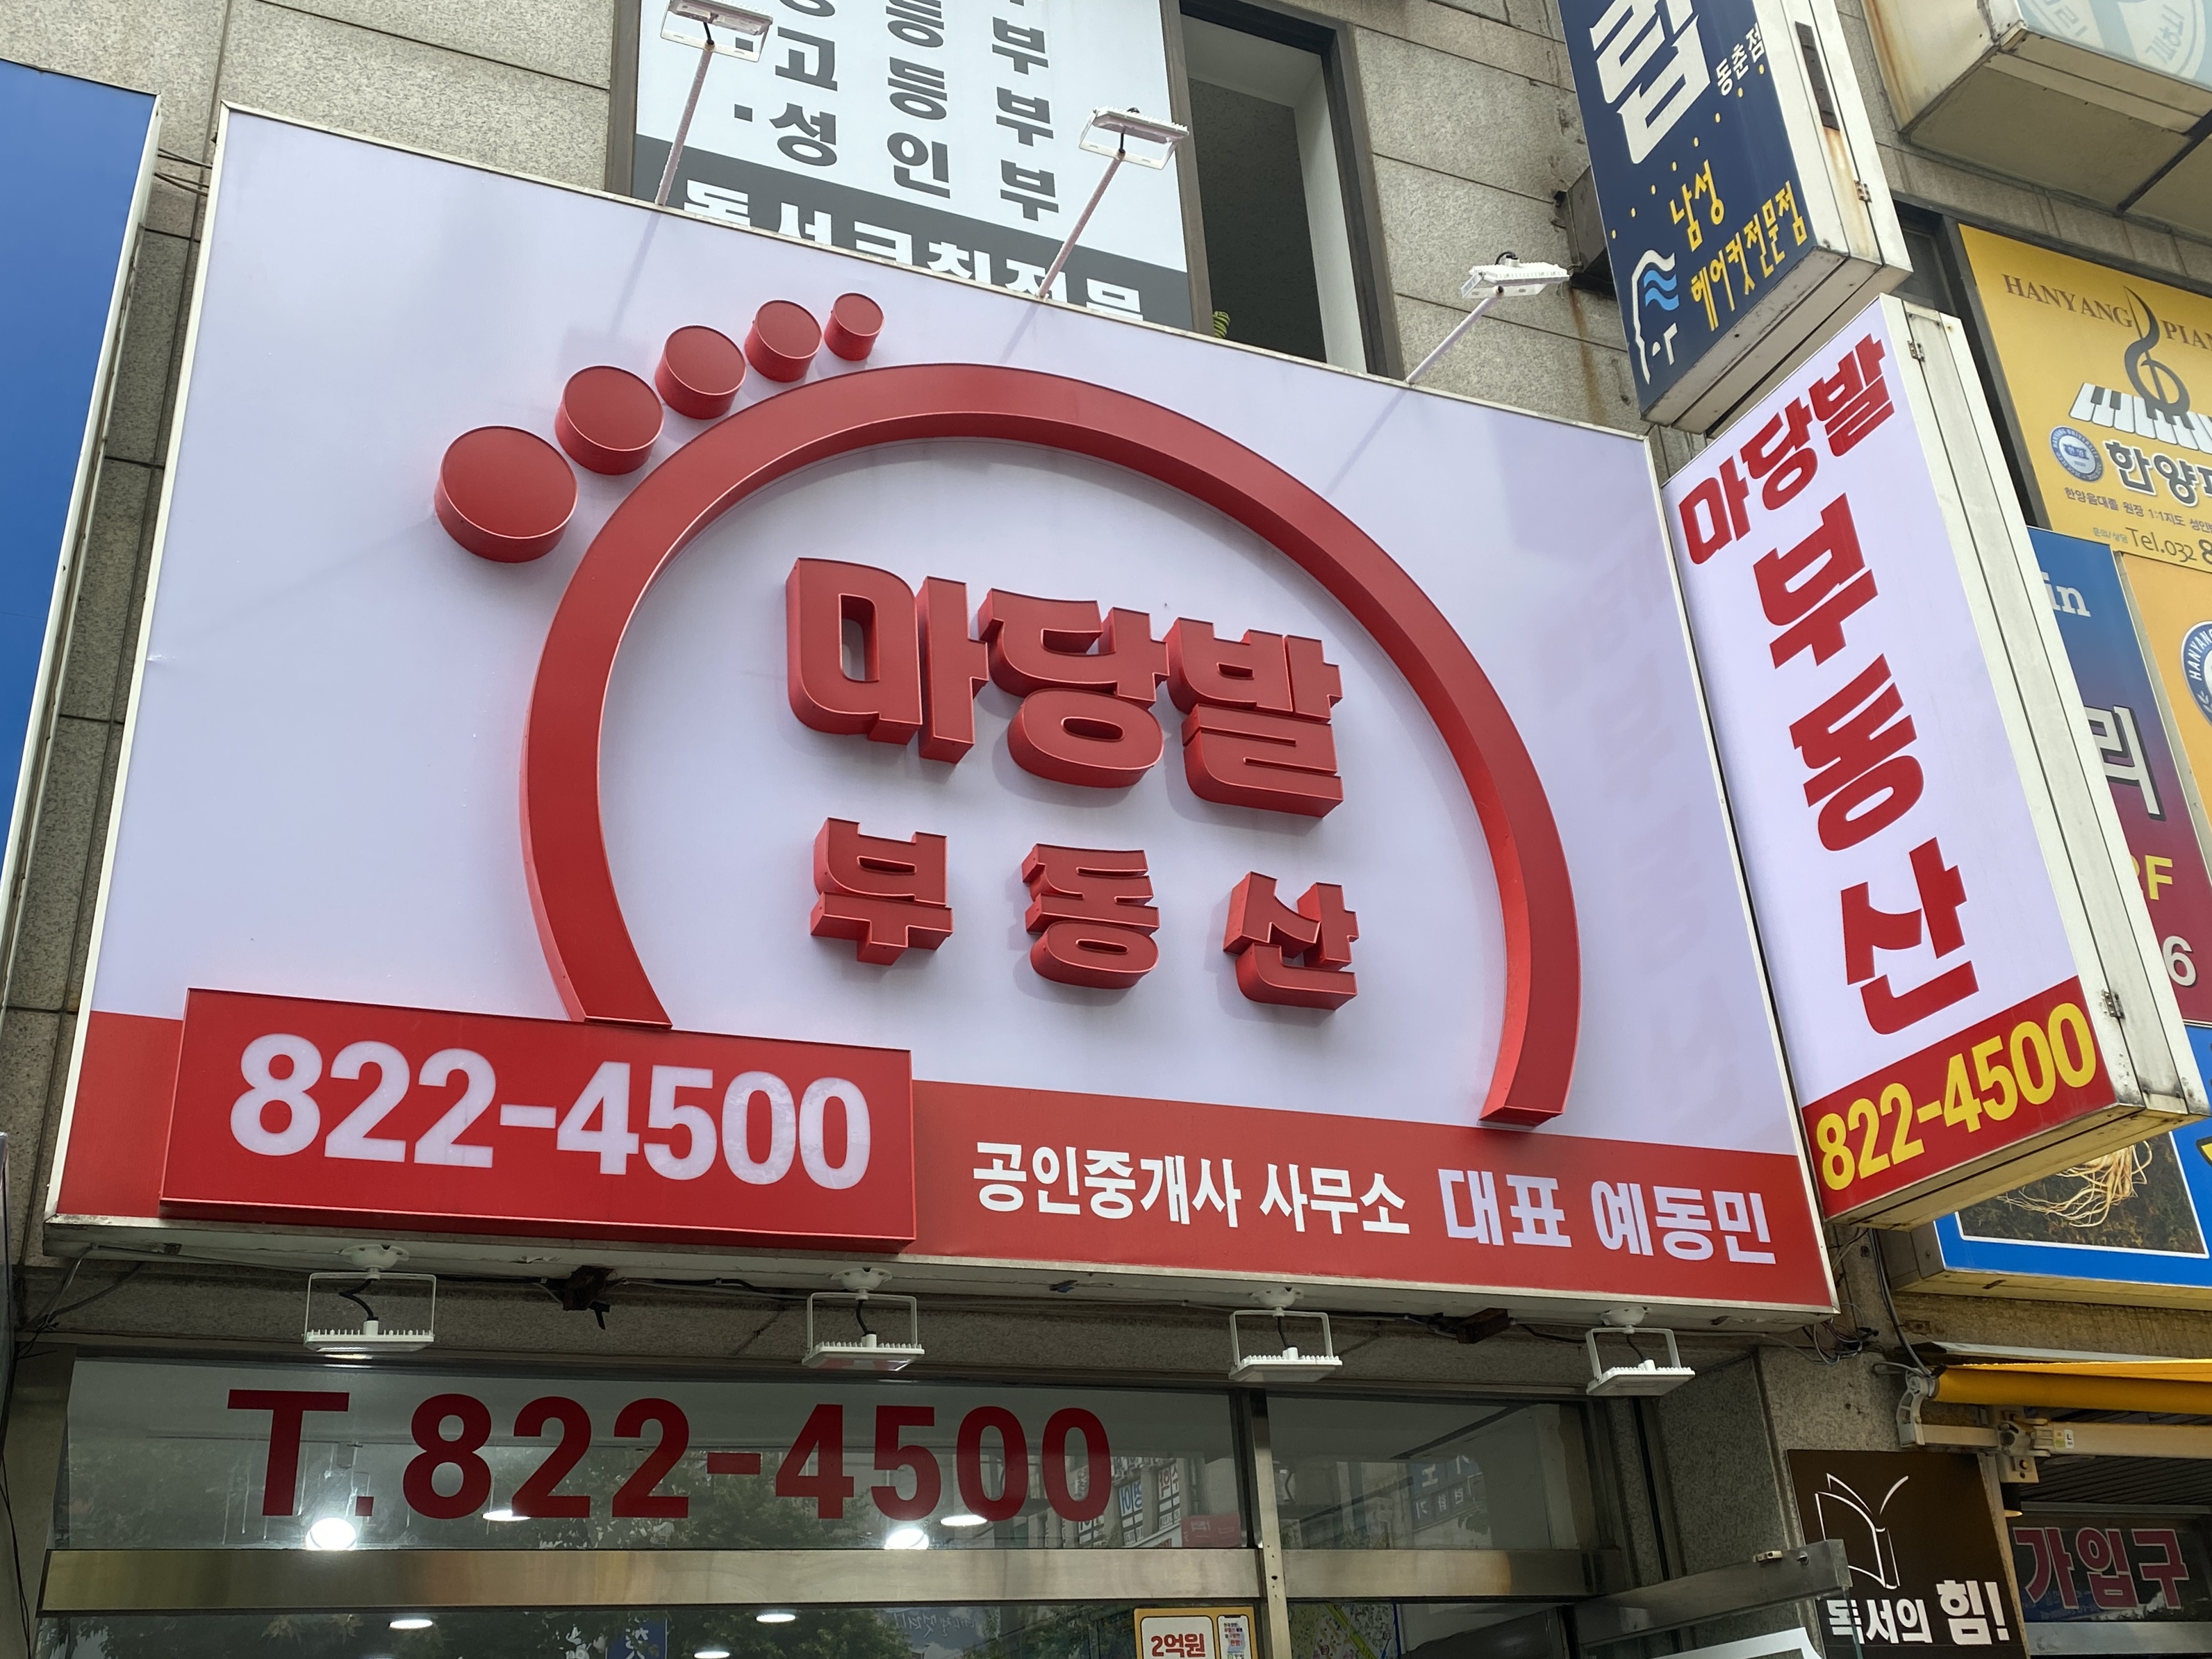 고 등 부
·성 인 부
동춘점
남성
헤어컷전문점
HANYANG
마당발
부동산
822-4500
마당발
부동산
822-4500
공인중개사 사무소 대표 예동민
T.822-4500
2억원
독서의 힘!
가입구